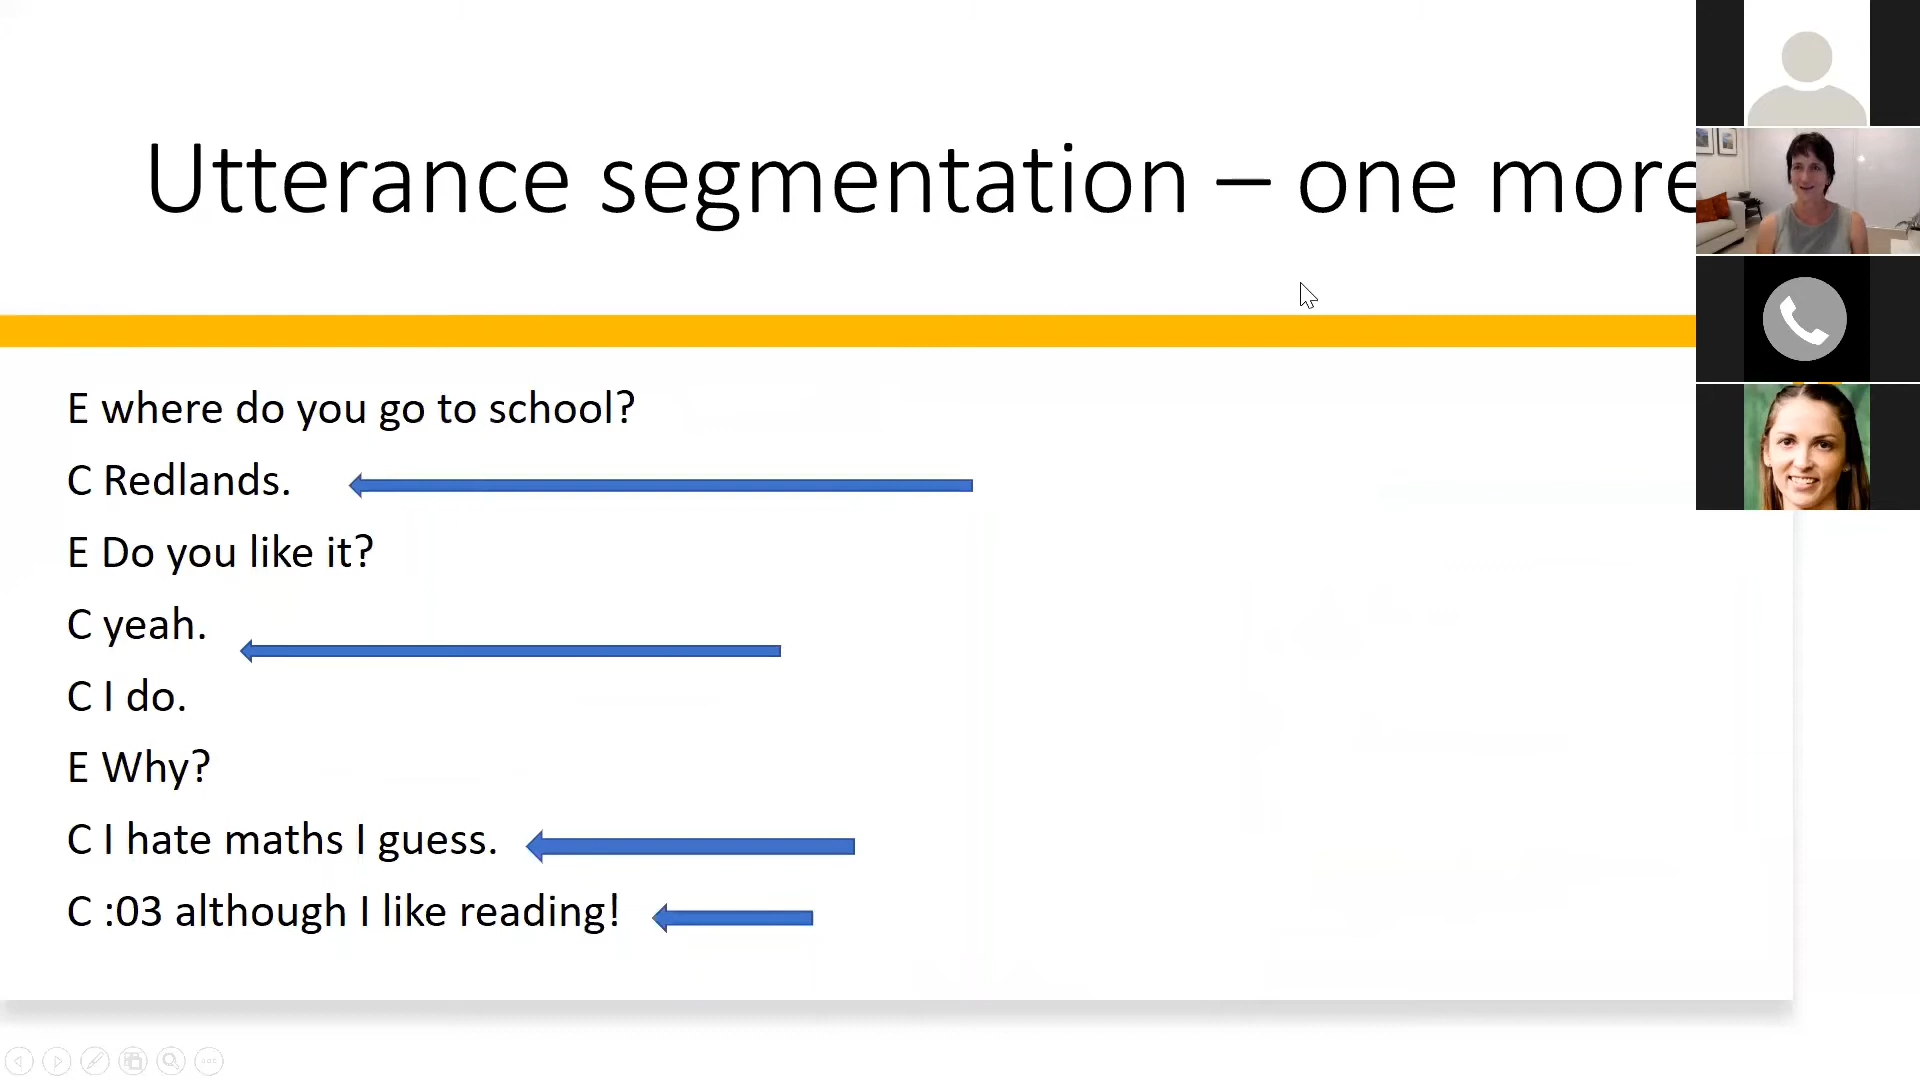 Utterance segmentation – one more
E where do you go to school?
C Redlands.
E Do you like it?
C yeah.
C I do.
E Why?
C I hate maths I guess.
C :03 although I like reading!